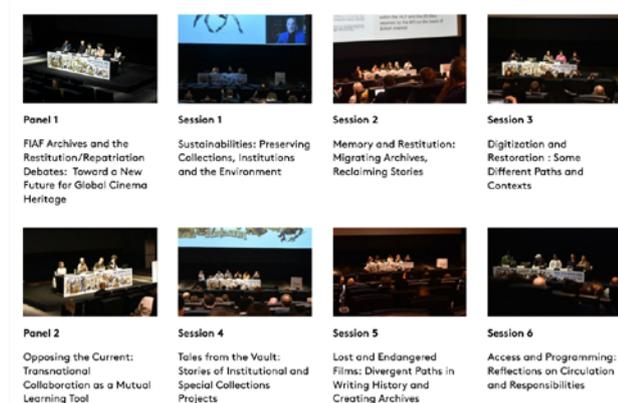 Panel 1
FIAF Archives and the
Restitution/Repatriation
Debates: Toward a New
Future for Global Cinema
Heritage
Session 1
Sustainabilities: Preserving
Collections, Institutions
and the Environment
Session 2
Memory and Restitution:
Migrating Archives,
Reclaiming Stories
Session 3
Digitization and
Restoration : Some
Different Paths and
Contexts
Panel 2
Opposing the Current:
Transnational
Collaboration as a Mutual
Learning Tool
Session 4
Tales from the Vault:
Stories of Institutional and
Special Collections
Projects
Session 5
Lost and Endangered
Films: Divergent Paths in
Writing History and
Creating Archives
Session 6
Access and Programming:
Reflections on Circulation
and Responsibilities